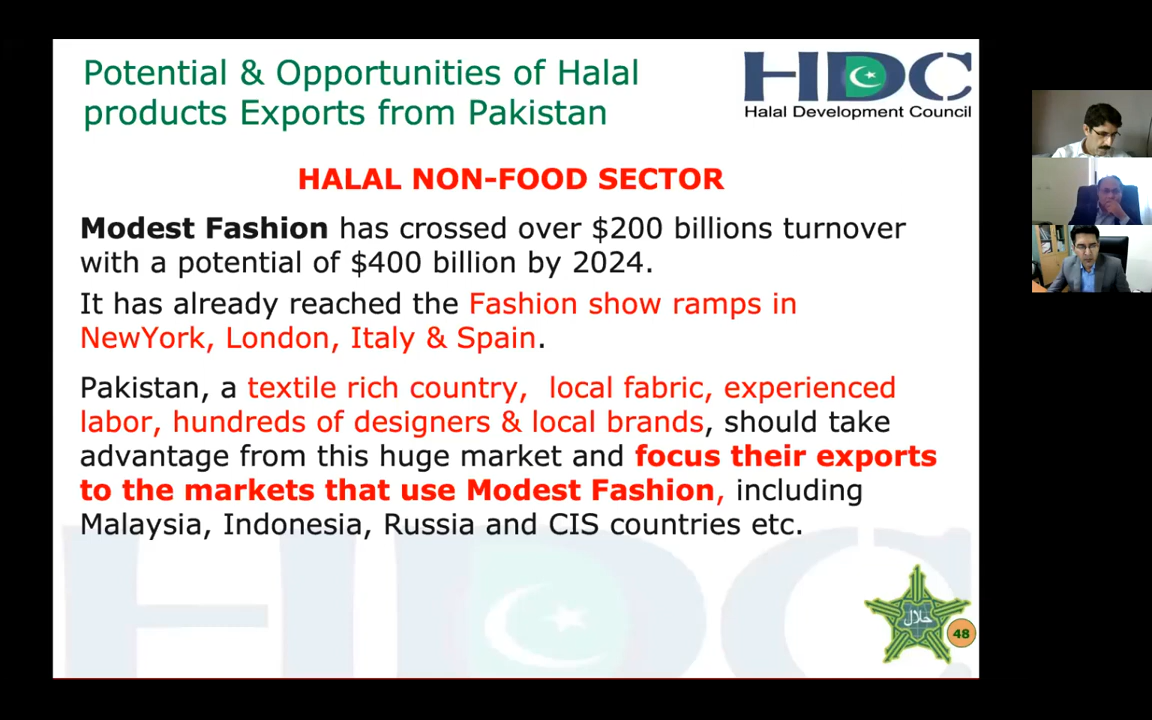 Potential & Opportunities of Halal
products Exports from Pakistan
HDC
Halal Development Council
HALAL NON-FOOD SECTOR
Modest Fashion has crossed over $200 billions turnover
with a potential of $400 billion by 2024.
It has already reached the Fashion show ramps in
NewYork, London, Italy & Spain.
Pakistan, a textile rich country, local fabric, experienced
labor, hundreds of designers & local brands, should take
advantage from this huge market and focus their exports
to the markets that use Modest Fashion, including
Malaysia, Indonesia, Russia and CIS countries etc.
HDC
حلال
48